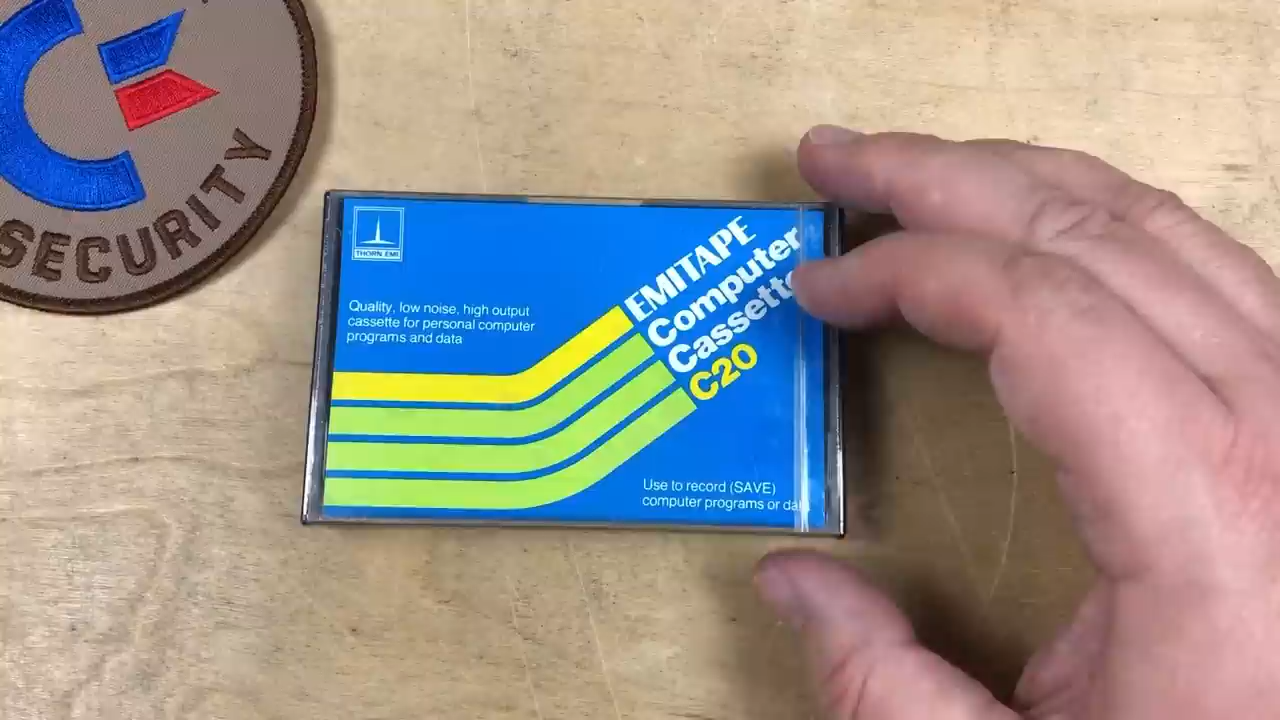 SECURITY
THORN EMI
Quality, low noise, high output
cassette for personal computer
programs and data
EMITAPE
Computer
Cassette
C20
Use to record (SAVE)
computer programs or data